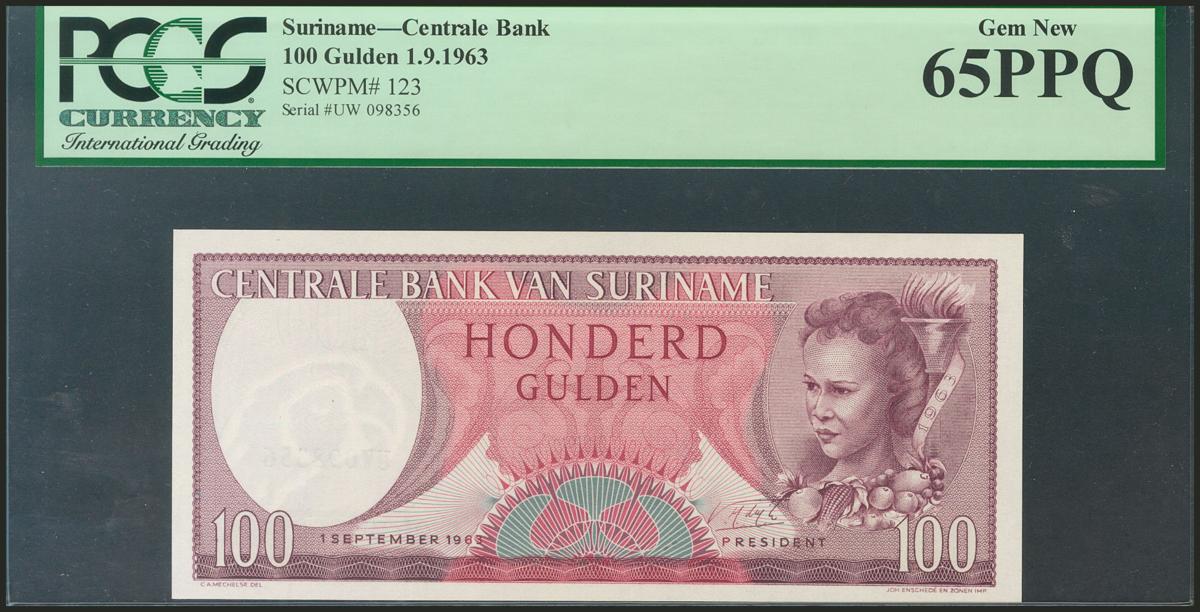 PCGS
CURRENCY
International Grading
Suriname—Centrale Bank
100 Gulden 1.9.1963
SCWPM# 123
Serial #UW 098356
Gem New
65PPQ
CENTRALE BANK VAN SURINAME
HONDERD
GULDEN
1963
100
1 SEPTEMBER 1963
PRESIDENT
100
C.A.MECHELSE DEL.
JOH. ENSCHEDÉ EN ZONEN IMP.